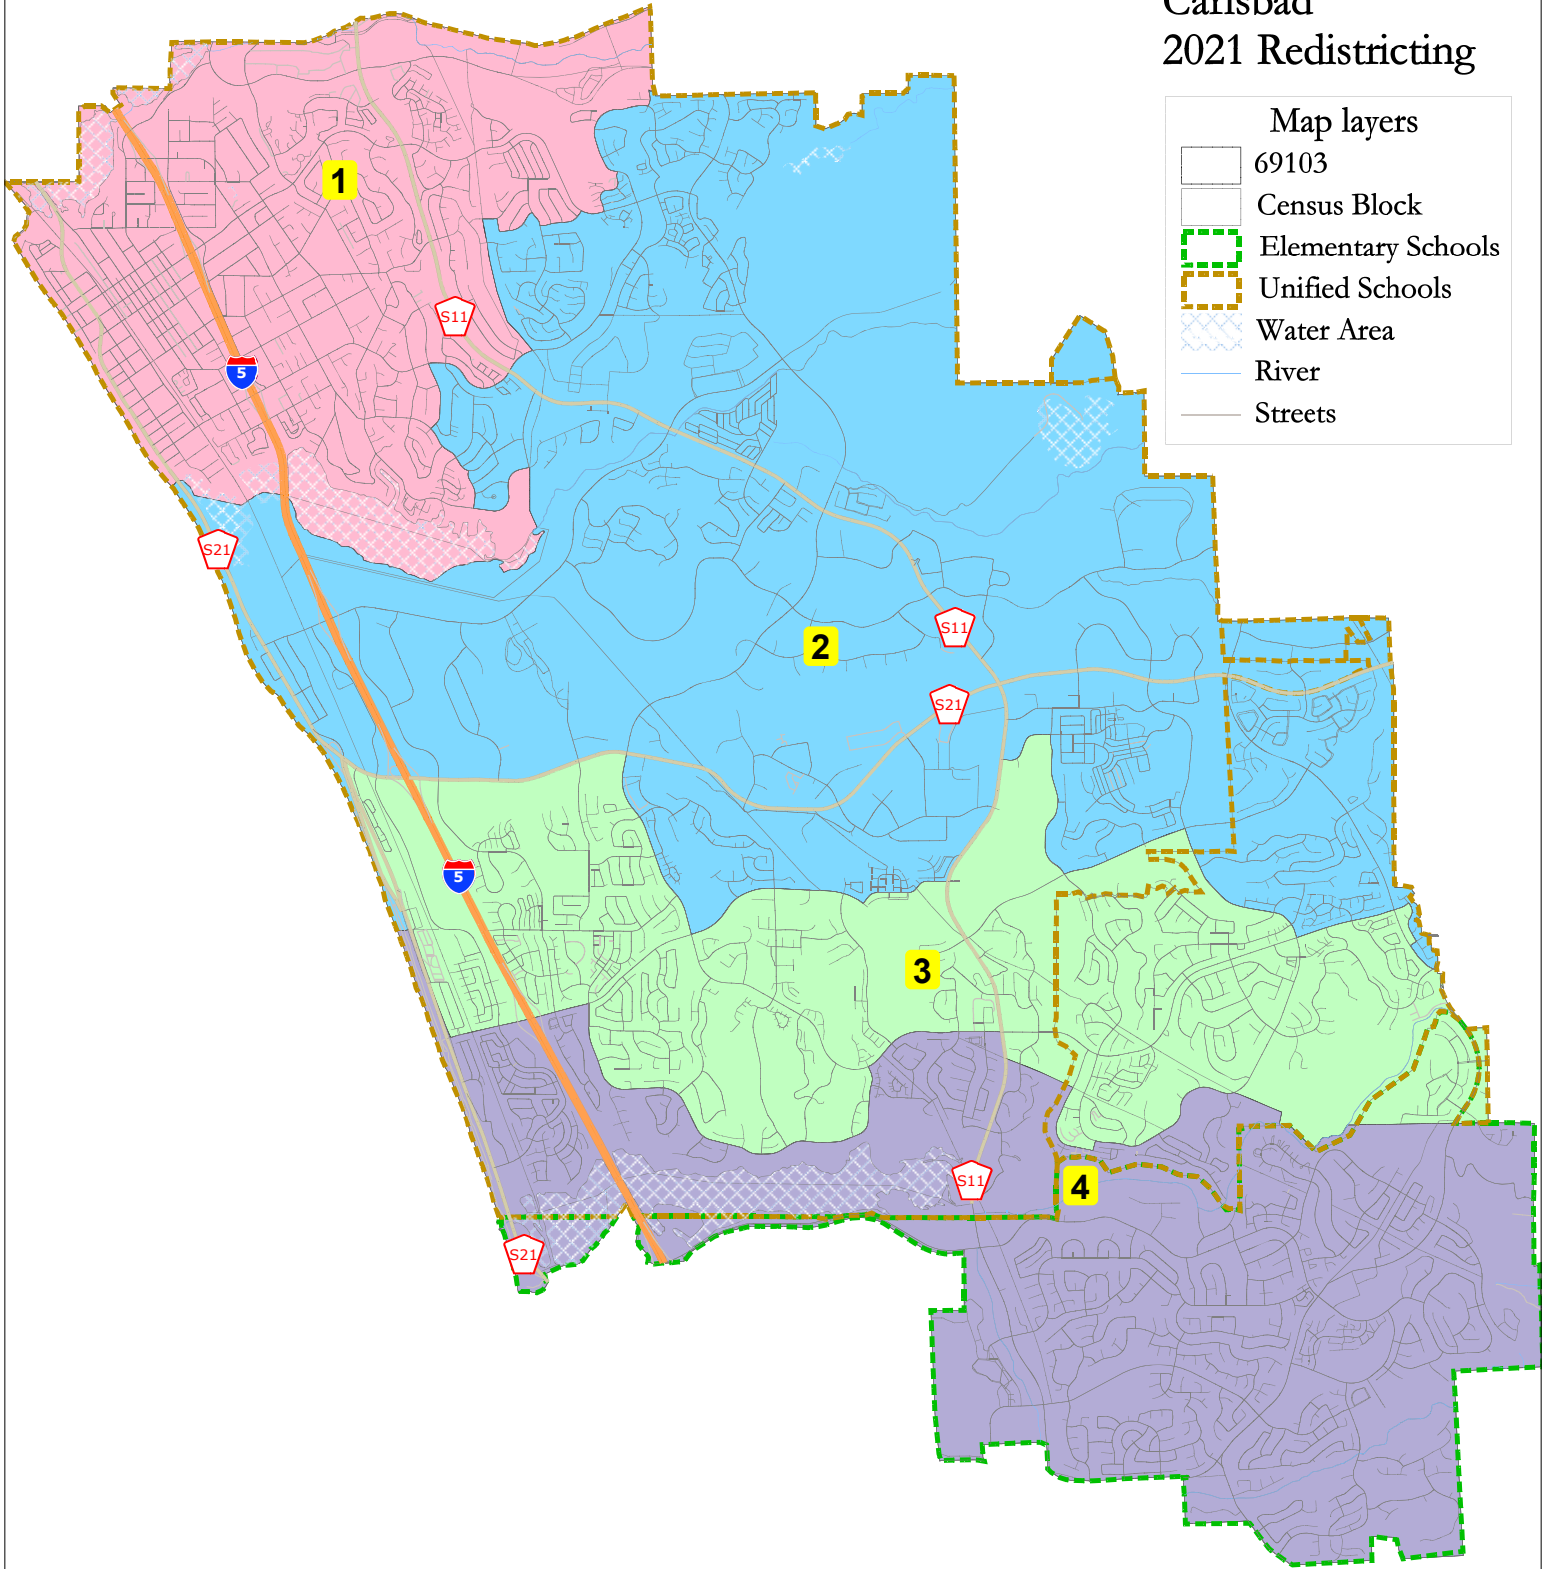 Carlsbad
2021 Redistricting
Map layers
69103
Census Block
Elementary Schools
Unified Schools
Water Area
River
Streets
1
S11
5
S21
2
S11
S21
5
3
S11
4
S21